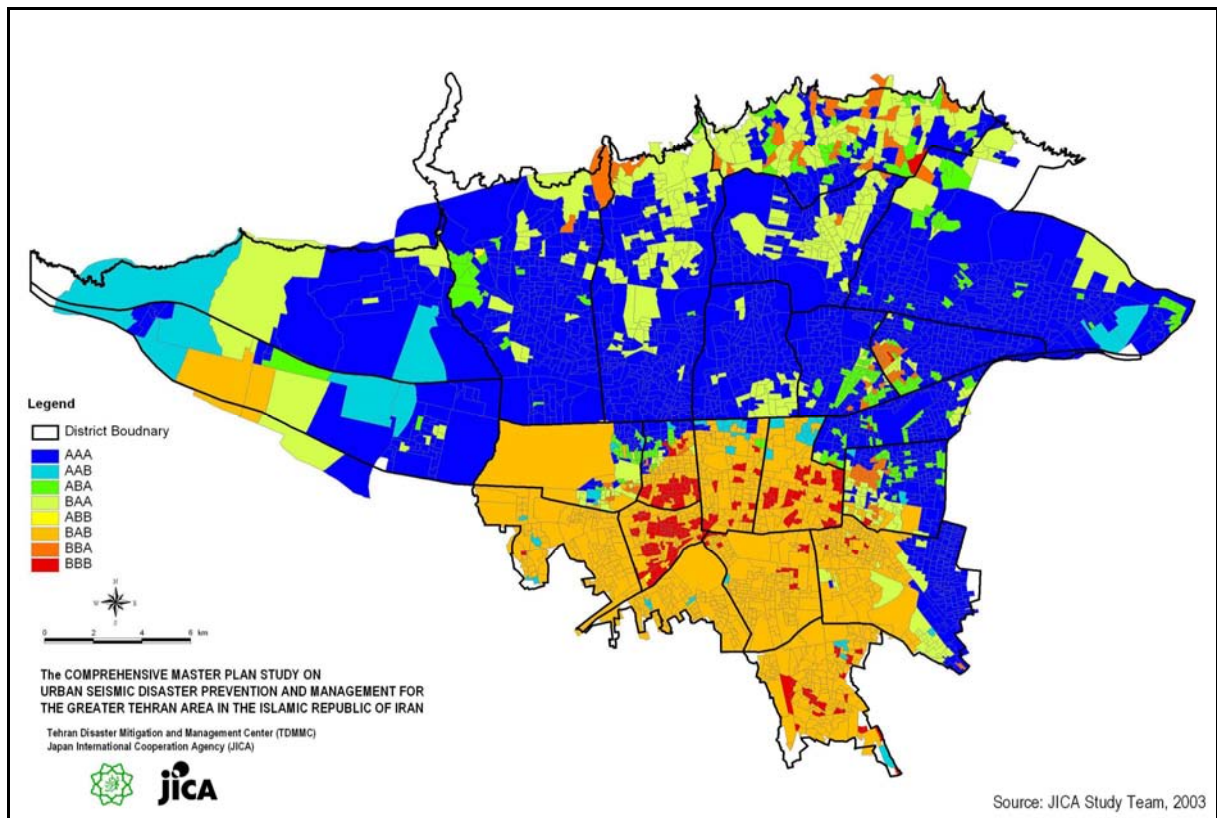 Legend
District Boudnary
AAA
AAB
ABA
BAA
ABB
BAB
BBA
BBB
N
W E
S
0 2 4 6 km
The COMPREHENSIVE MASTER PLAN STUDY ON
URBAN SEISMIC DISASTER PREVENTION AND MANAGEMENT FOR
THE GREATER TEHRAN AREA IN THE ISLAMIC REPUBLIC OF IRAN
Tehran Disaster Mitigation and Management Center (TDMMC)
Japan International Cooperation Agency (JICA)
jICA
Source: JICA Study Team, 2003